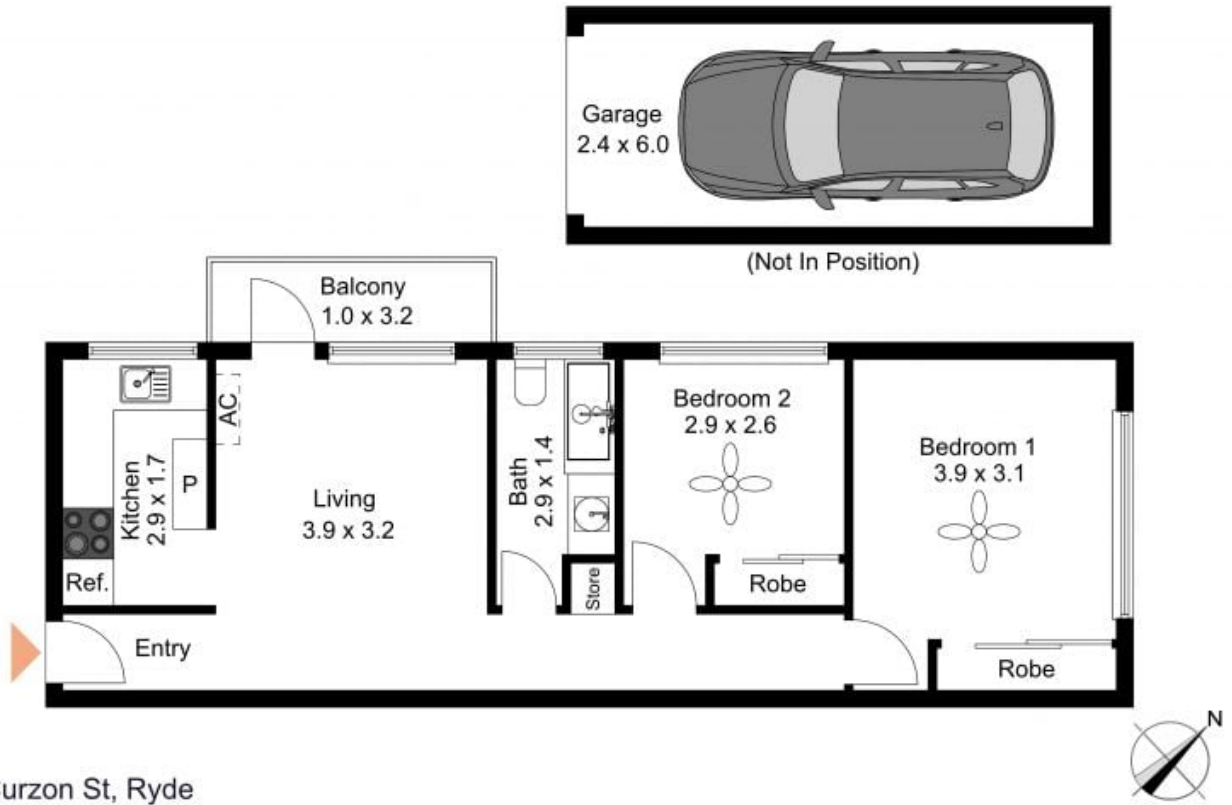 Garage
2.4 x 6.0
(Not In Position)
Balcony
1.0 x 3.2
AC
Kitchen
2.9 x 1.7
P
Ref.
Living
3.9 x 3.2
Bath
2.9 x 1.4
Store
Bedroom 2
2.9 x 2.6
Robe
Bedroom 1
3.9 x 3.1
Robe
Entry
N
St, Ryde